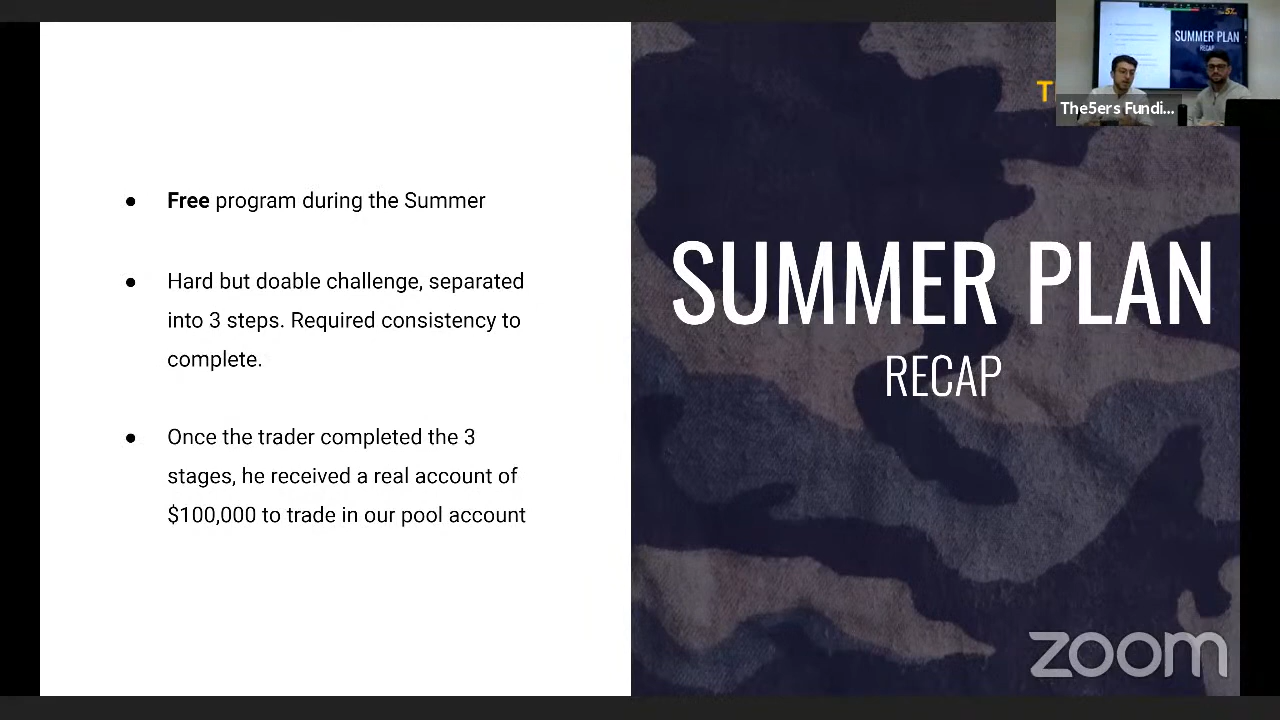 Free program during the Summer
Hard but doable challenge, separated
into 3 steps. Required consistency to
complete.
Once the trader completed the 3
stages, he received a real account of
$100,000 to trade in our pool account
T
SUMMER PLAN
RECAP
SUMMER PLAN
RECAP
The5ers Fundi...
zoom